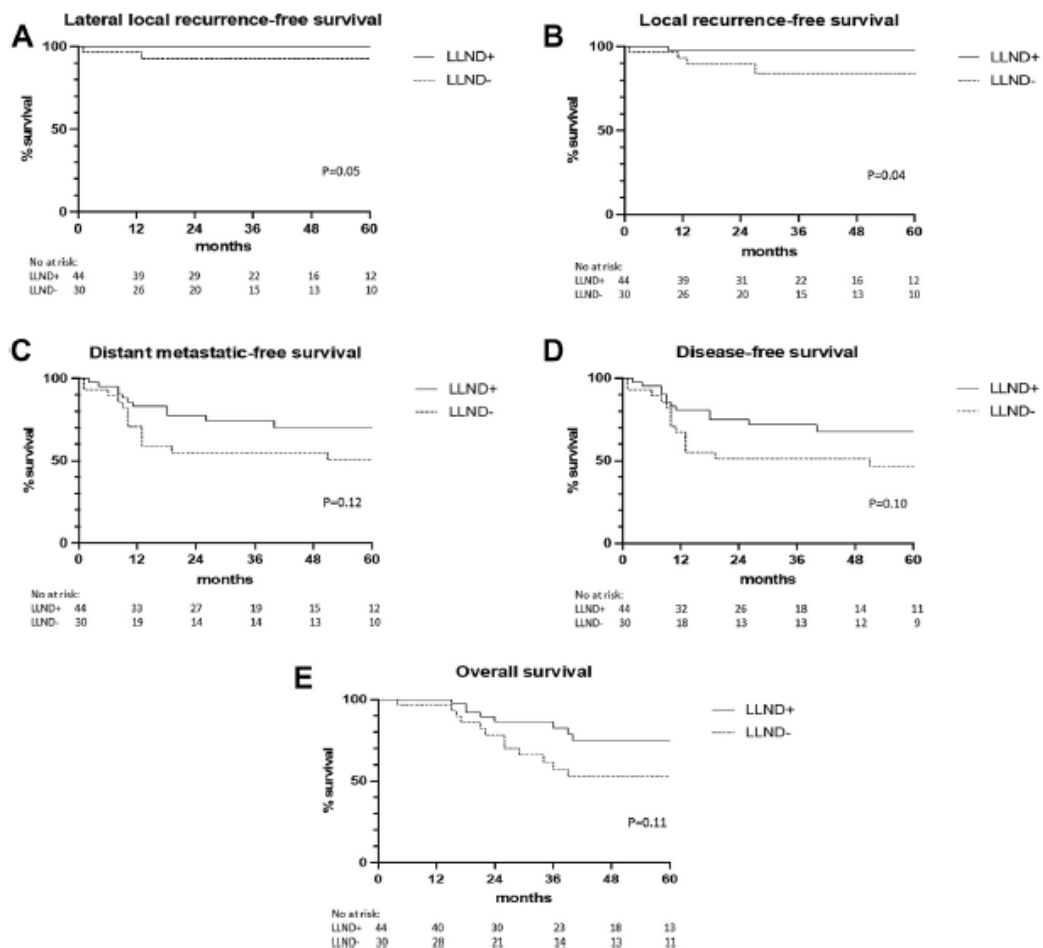 A
Lateral local recurrence-free survival
LLND+
LLND-
% survival
100
50
0
P=0.05
0 12 24 36 48 60
months
No at risk:
LLND+ 44 39 29 22 16 12
LLND- 30 26 20 15 13 10
B
Local recurrence-free survival
LLND+
LLND-
% survival
100
50
0
P=0.04
0 12 24 36 48 60
months
No at risk:
LLND+ 44 39 31 22 16 12
LLND- 30 26 20 15 13 10
C
Distant metastatic-free survival
LLND+
LLND-
% survival
100
50
0
P=0.12
0 12 24 36 48 60
months
No at risk:
LLND+ 44 33 27 19 15 12
LLND- 30 19 14 14 13 10
D
Disease-free survival
LLND+
LLND-
% survival
100
50
0
P=0.10
0 12 24 36 48 60
months
No at risk:
LLND+ 44 32 26 18 14 11
LLND- 30 18 13 13 12 9
E
Overall survival
LLND+
LLND-
% survival
100
50
0
P=0.11
0 12 24 36 48 60
months
No at risk:
LLND+ 44 40 30 23 18 13
LLND- 30 28 21 14 13 11